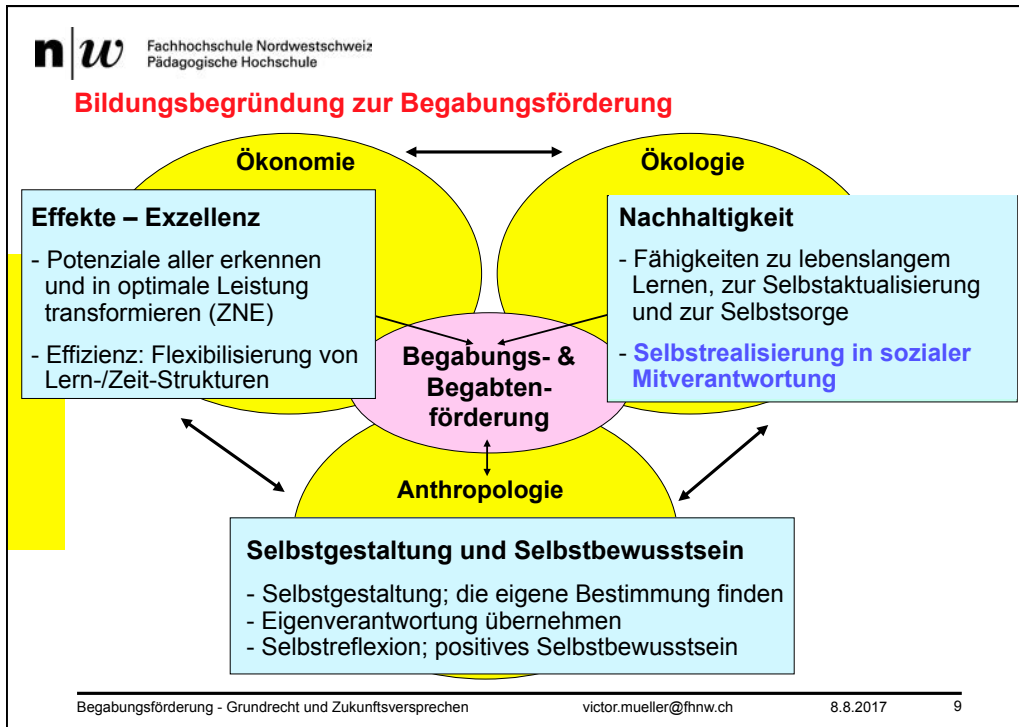 n|w Fachhochschule Nordwestschweiz
Pädagogische Hochschule
Bildungsbegründung zur Begabungsförderung
Ökonomie
Effekte – Exzellenz
- Potenziale aller erkennen
und in optimale Leistung
transformieren (ZNE)
- Effizienz: Flexibilisierung von
Lern-/Zeit-Strukturen
Ökologie
Nachhaltigkeit
- Fähigkeiten zu lebenslangem
Lernen, zur Selbstaktualisierung
und zur Selbstsorge
- Selbstrealisierung in sozialer
Mitverantwortung
Begabungs- &
Begabten-
förderung
Anthropologie
Selbstgestaltung und Selbstbewusstsein
- Selbstgestaltung; die eigene Bestimmung finden
- Eigenverantwortung übernehmen
- Selbstreflexion; positives Selbstbewusstsein
Begabungsförderung - Grundrecht und Zukunftsversprechen victor.mueller@fhnw.ch 8.8.2017 9